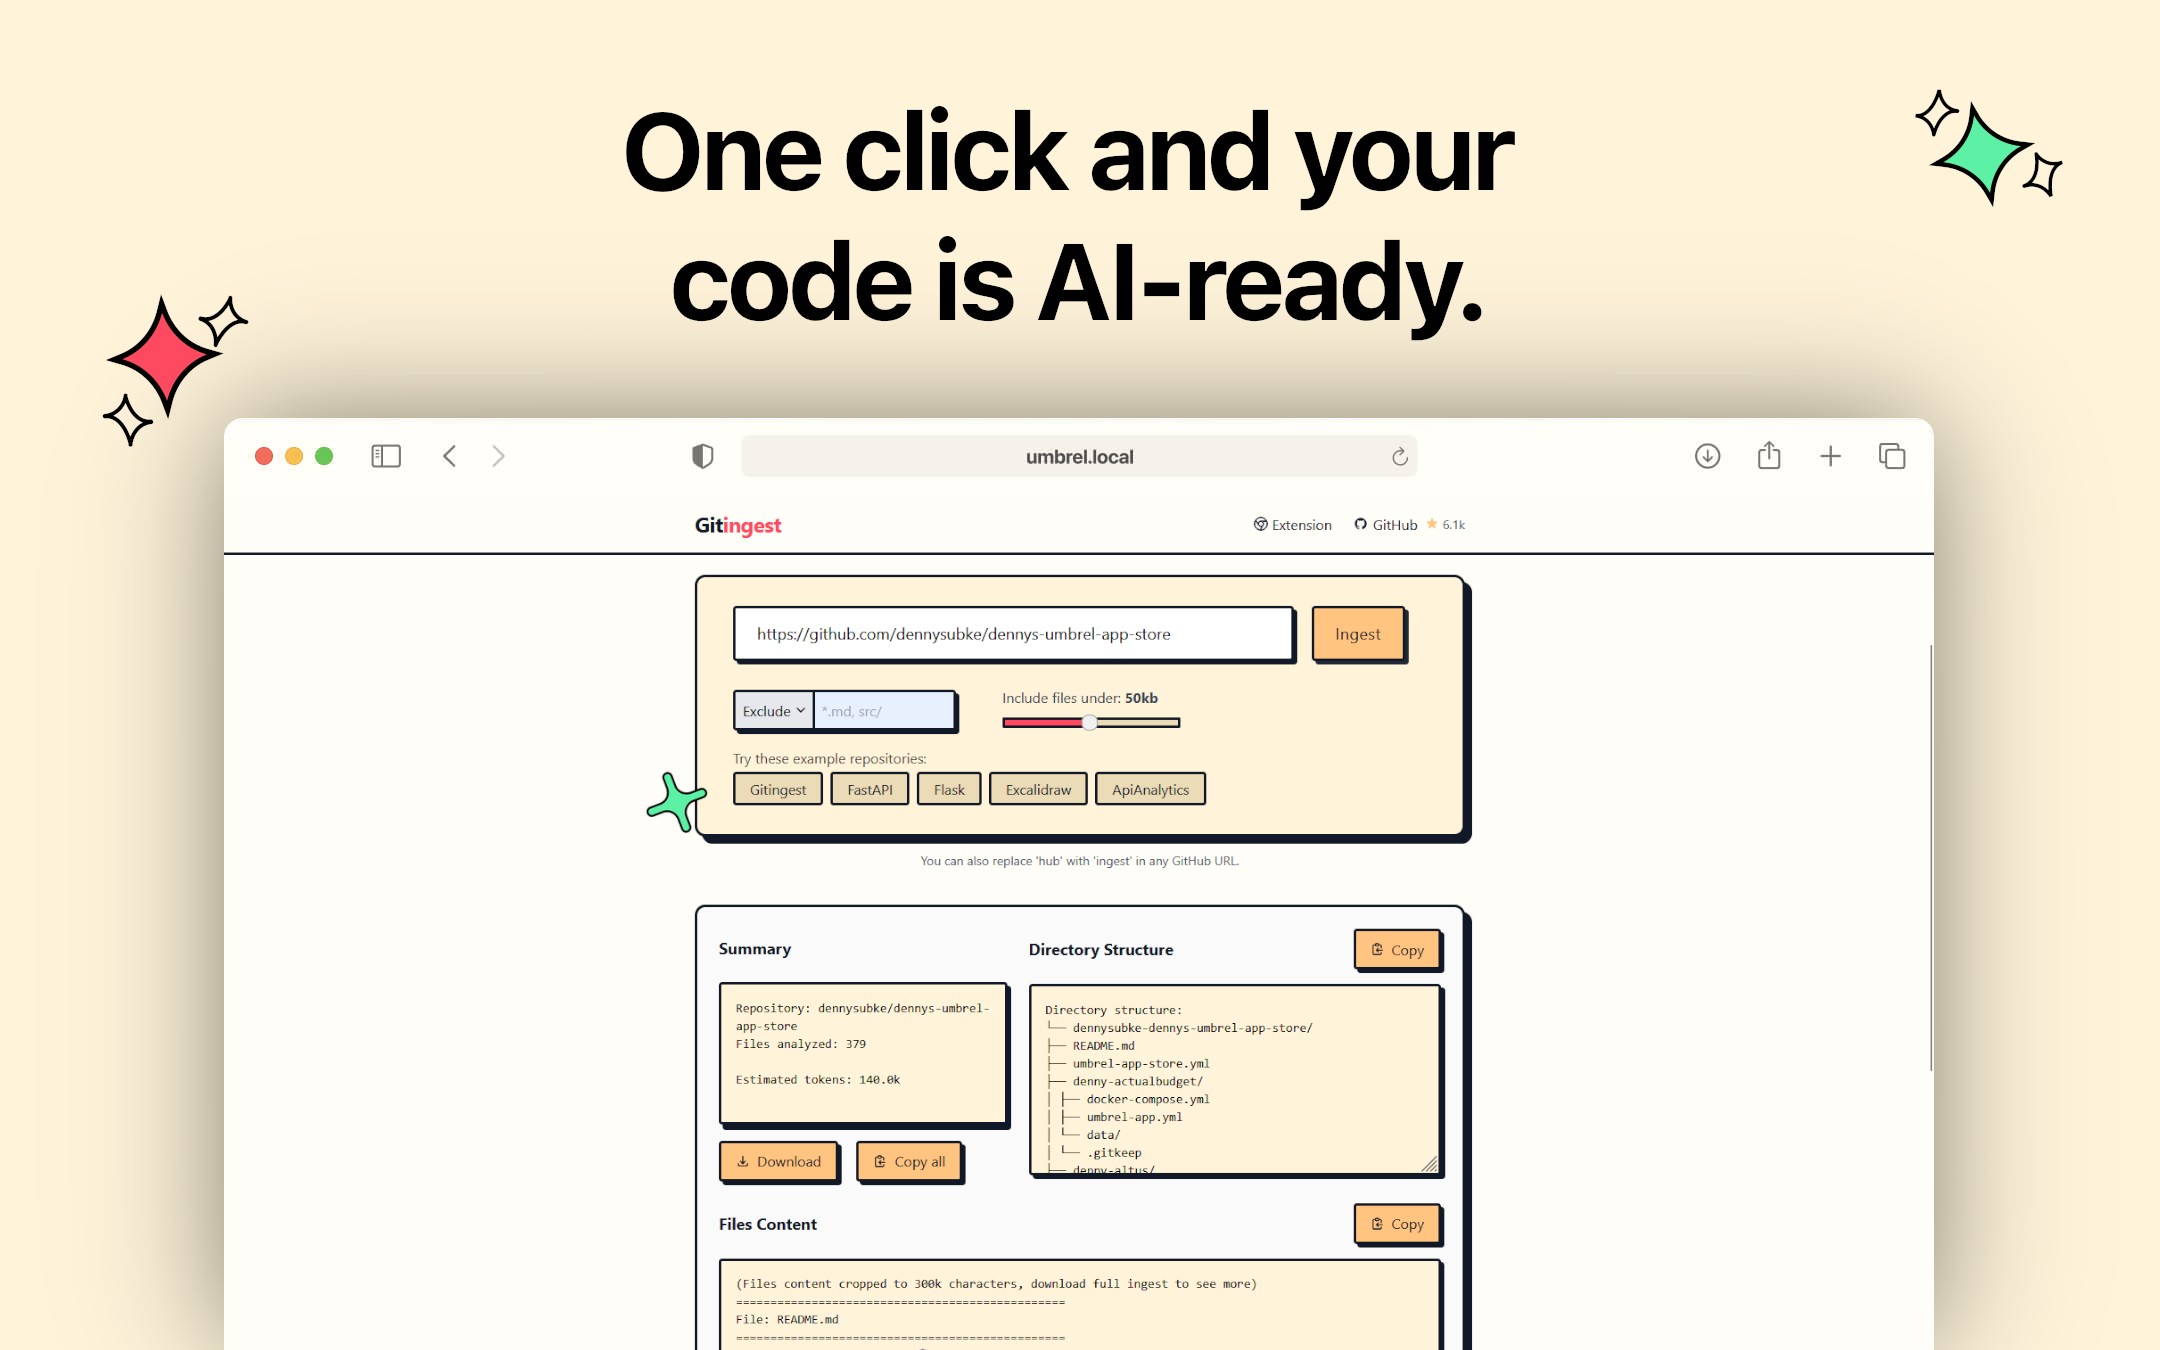 One click and your
code is AI-ready.
umbrel.local
Gitingest
Extension
GitHub
6.1k
https://github.com/dennysubke/dennys-umbrel-app-store
Ingest
Exclude
*.md, src/
Include files under: 50kb
Try these example repositories:
Gitingest
FastAPI
Flask
Excalidraw
ApiAnalytics
You can also replace 'hub' with 'ingest' in any GitHub URL.
Summary
Repository: dennysubke/dennys-umbrel-
app-store
Files analyzed: 379
Estimated tokens: 140.0k
Download
Copy all
Directory Structure
Copy
Directory structure:
└── dennysubke-dennys-umbrel-app-store/
├── README.md
├── umbrel-app-store.yml
├── denny-actualbudget/
│ ├── docker-compose.yml
│ ├── umbrel-app.yml
│ └── data/
│ └── .gitkeep
├── denny-altus/
Files Content
Copy
(Files content cropped to 300k characters, download full ingest to see more)
================================================
File: README.md
================================================